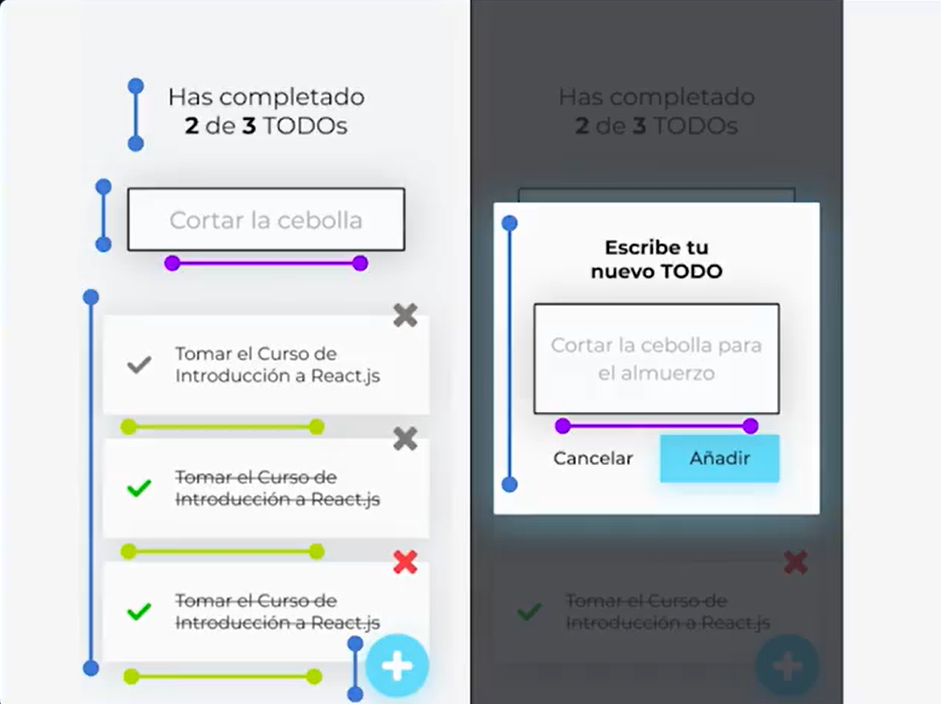 Has completado
2 de 3 TODOs
Cortar la cebolla
Tomar el Curso de
Introducción a React.js
Tomar el Curso de
Introducción a React.js
Tomar el Curso de
Introducción a React.js
Has completado
2 de 3 TODOs
Escribe tu
nuevo TODO
Cortar la cebolla para
el almuerzo
Cancelar
Añadir
Tomar el Curso de
Introducción a React.js